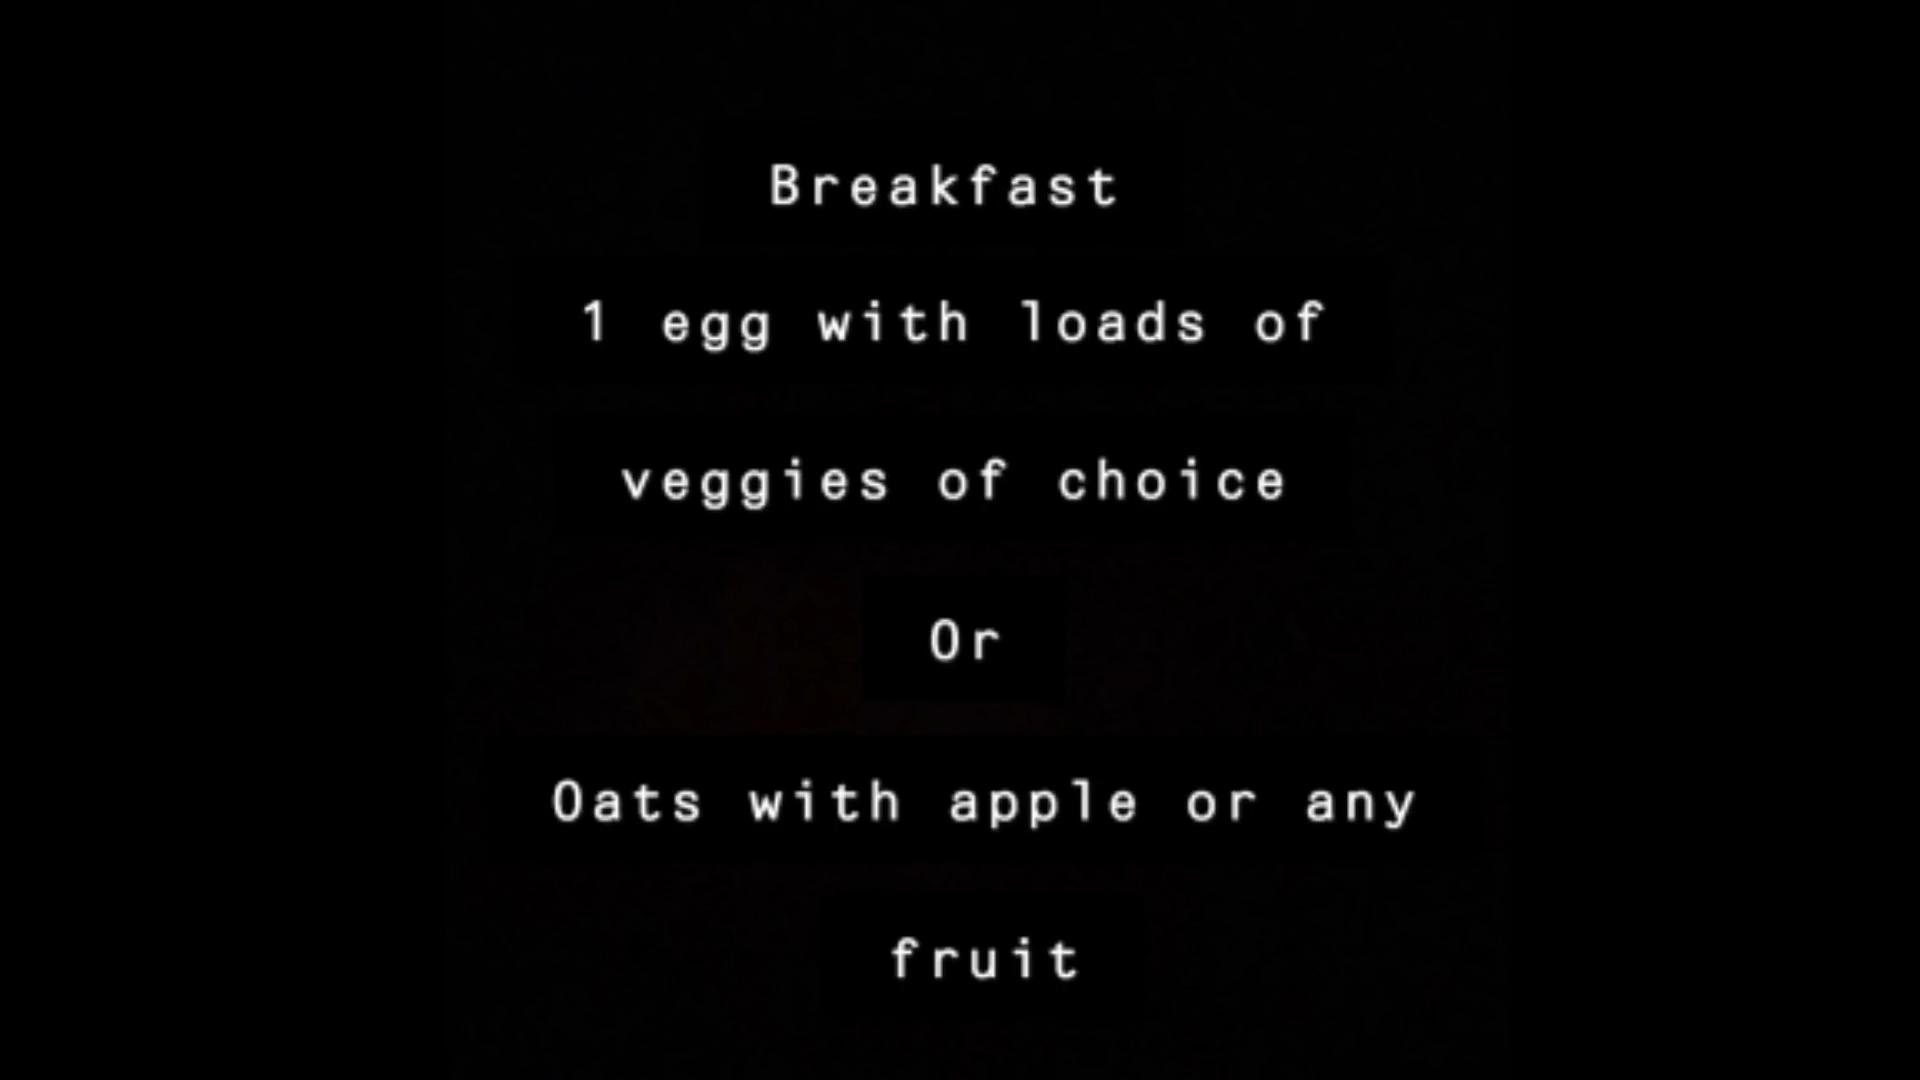 Breakfast
1 egg with loads of
veggies of choice
Or
Oats with apple or any
fruit